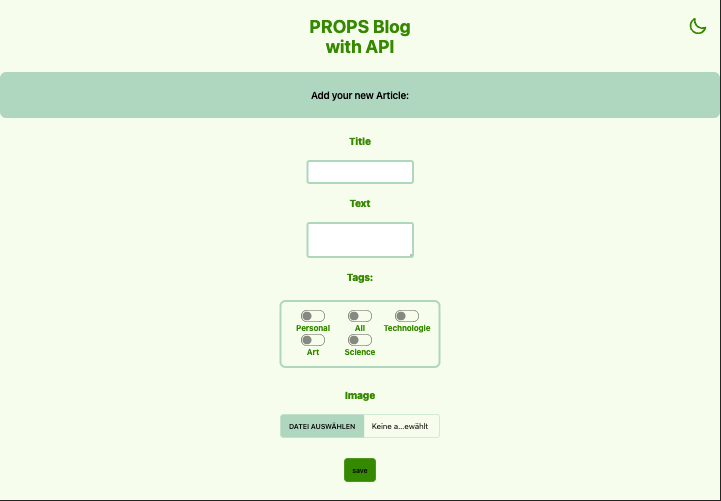 PROPS Blog
with API
Add your new Article:
Title
Text
Tags:
Personal All Technologie
Art Science
Image
DATEI AUSWÄHLEN Keine a...ewählt
save